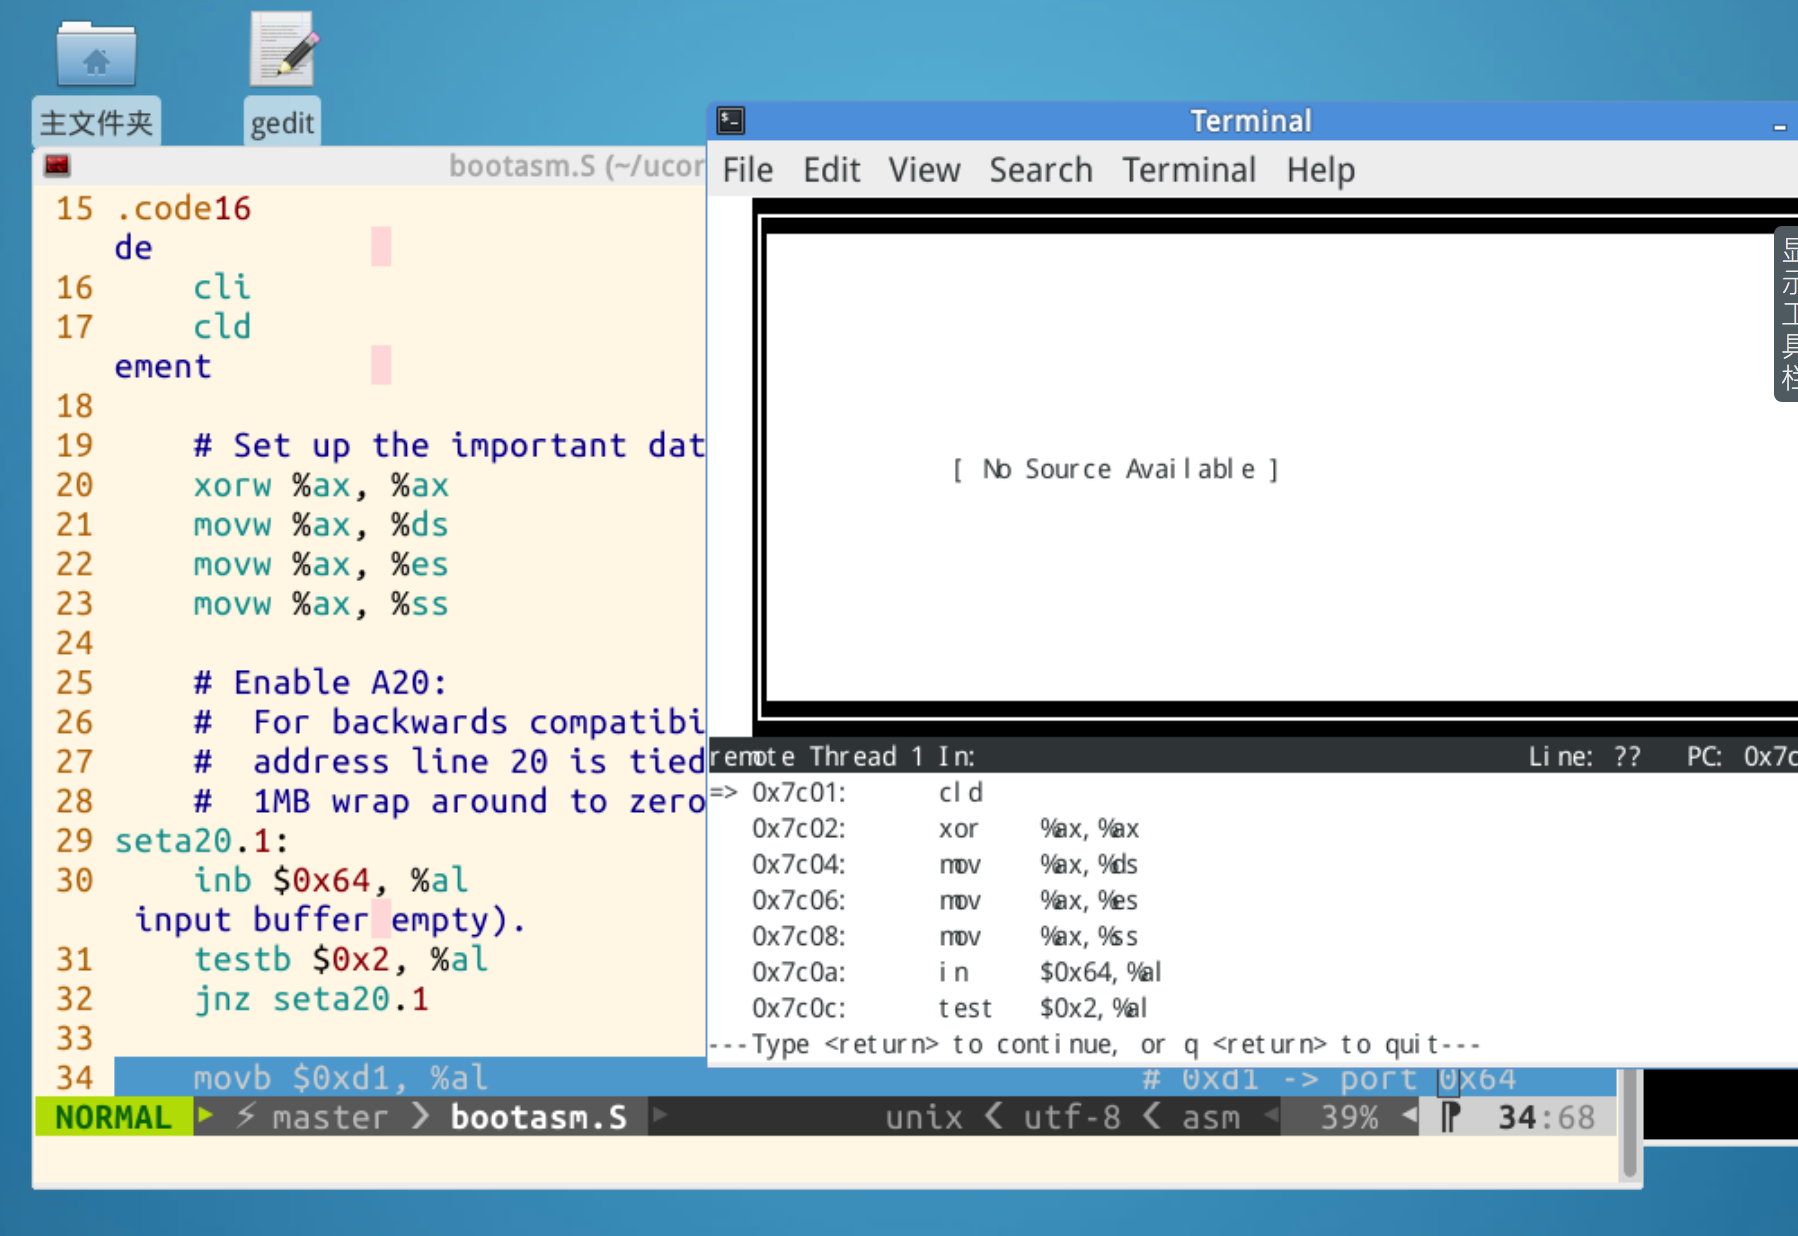 主文件夹
gedit
bootasm.S (~/ucor
15 .code16
de
16 cli
17 cld
ement
18
19 # Set up the important dat
20 xorw %ax, %ax
21 movw %ax, %ds
22 movw %ax, %es
23 movw %ax, %ss
24
25 # Enable A20:
26 #  For backwards compatibi
27 #  address line 20 is tied
28 #  1MB wrap around to zero
29 seta20.1:
30 inb $0x64, %al
input buffer empty).
31 testb $0x2, %al
32 jnz seta20.1
33
34 movb $0xd1, %al # 0xd1 -> port 0x64
NORMAL master bootasm.S unix utf-8 asm 39% 34:68
Terminal
File Edit View Search Terminal Help
[ No Source Available ]
remote Thread 1 In: Line: ?? PC: 0x7c
=> 0x7c01: cld
0x7c02: xor %ax,%ax
0x7c04: mov %ax,%ds
0x7c06: mov %ax,%es
0x7c08: mov %ax,%ss
0x7c0a: in $0x64,%al
0x7c0c: test $0x2,%al
---Type <return> to continue, or q <return> to quit---
显示工具栏